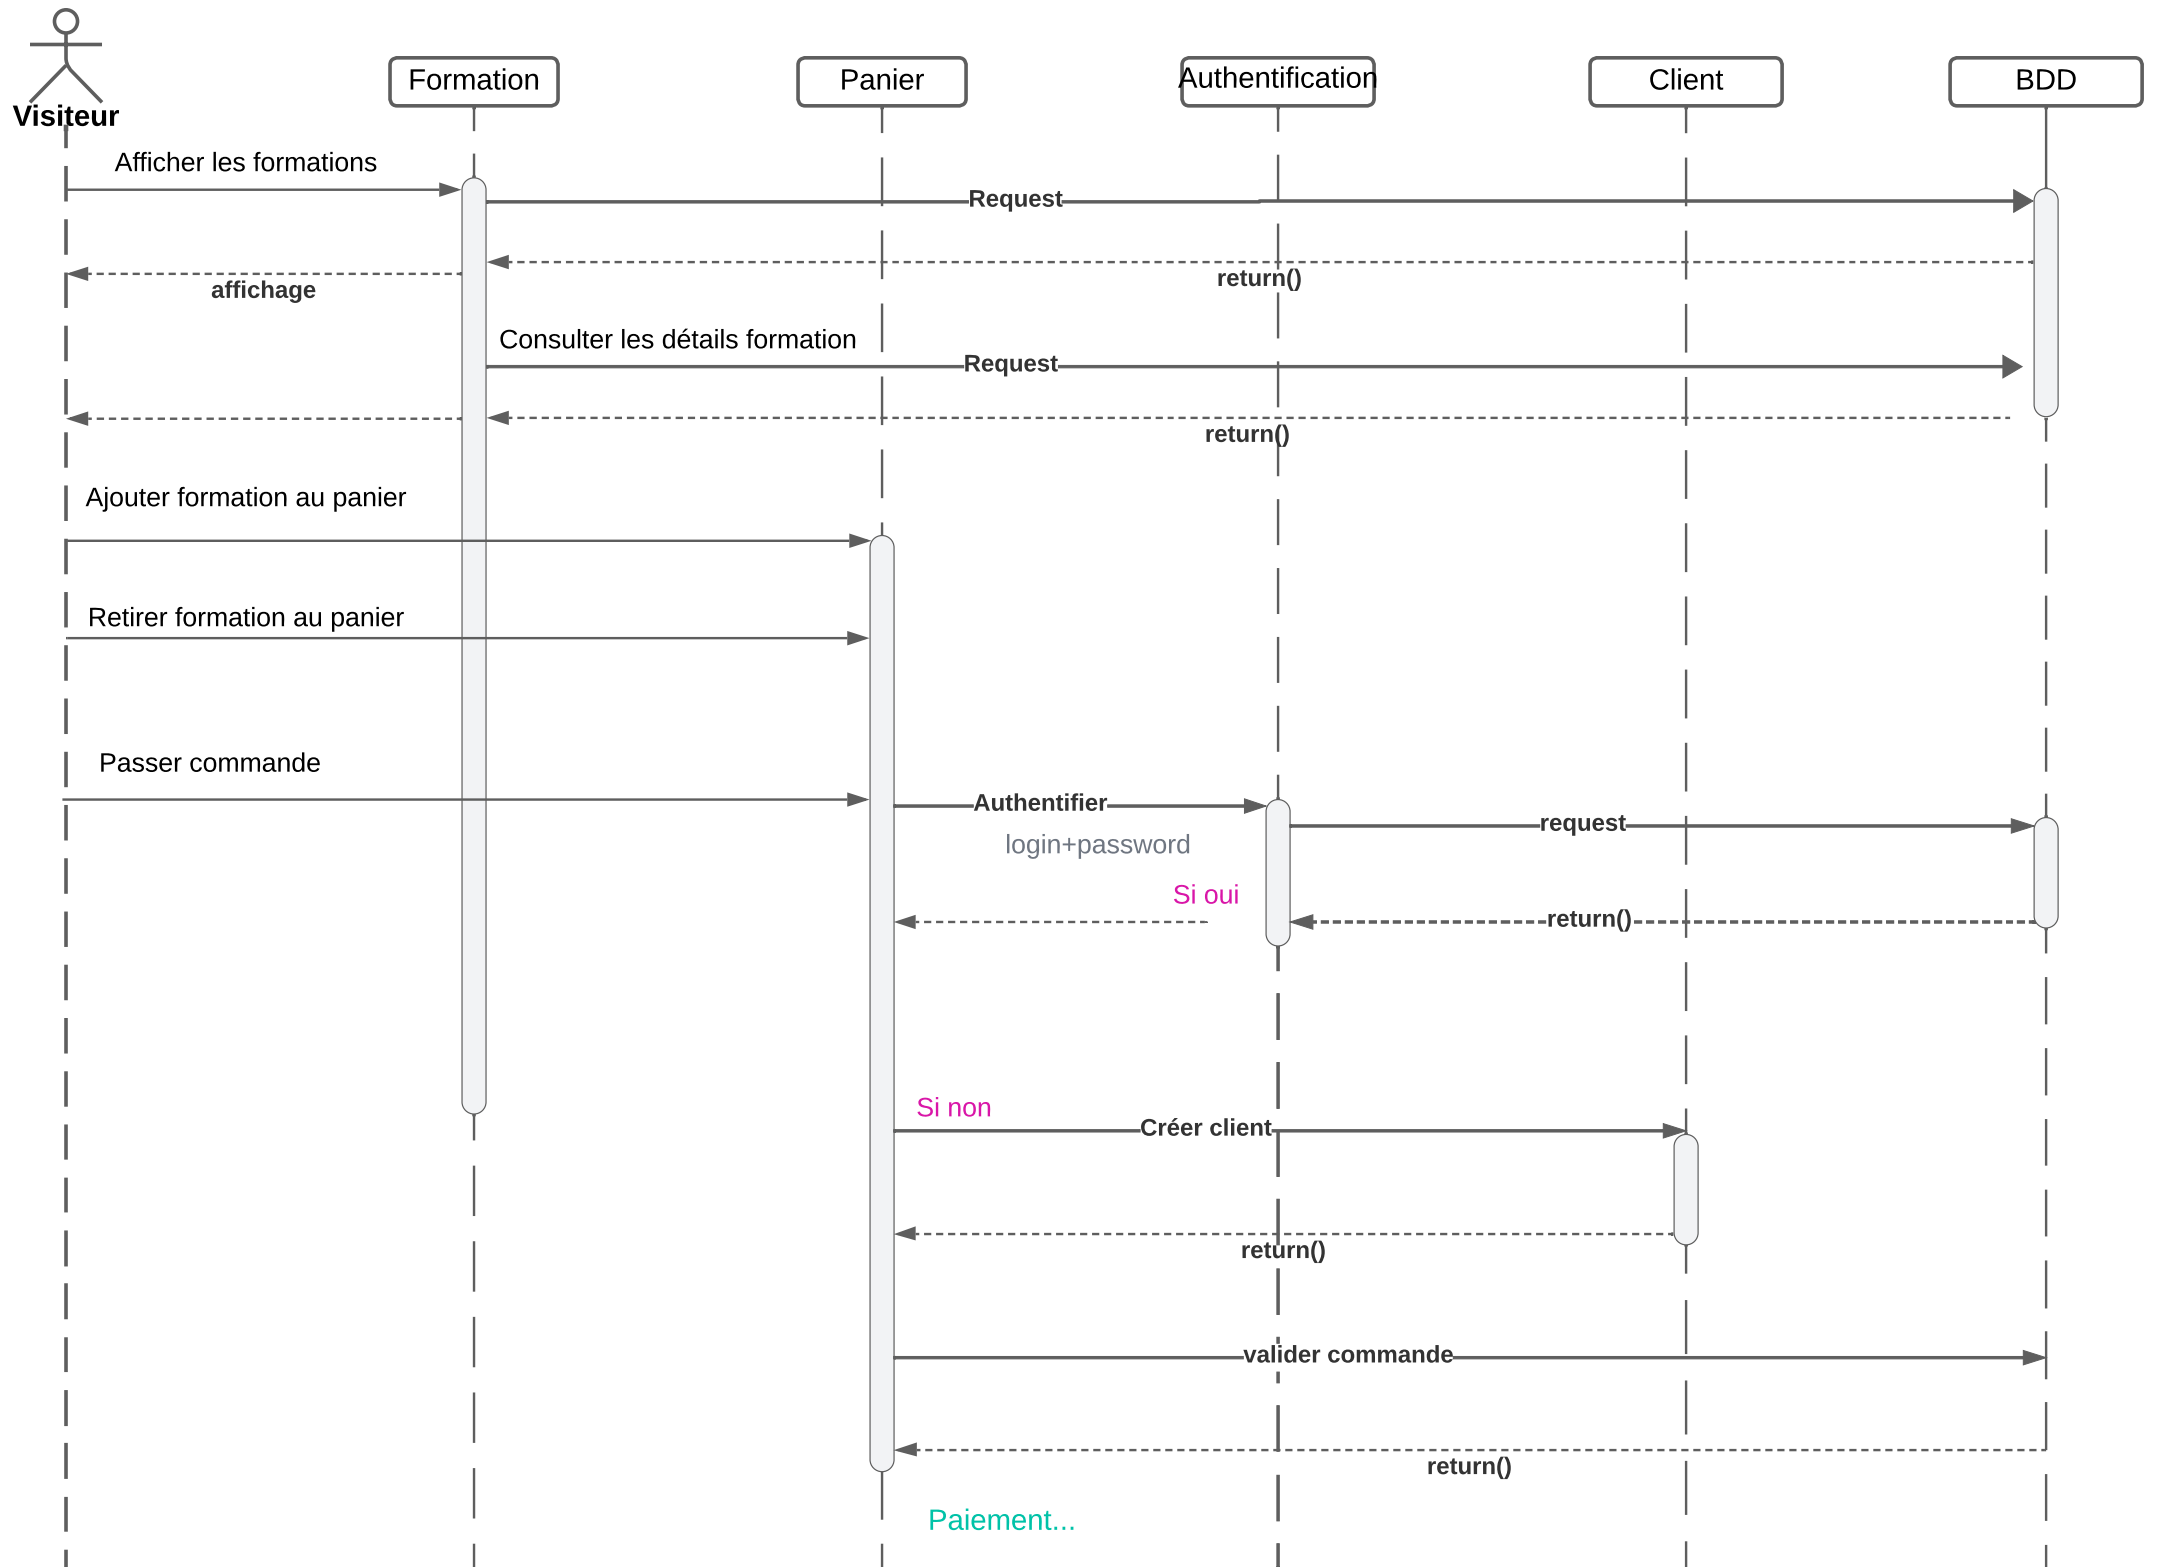 Visiteur
Formation
Panier
Authentification
Client
BDD
Afficher les formations
Request
return()
affichage
Consulter les détails formation
Request
return()
Ajouter formation au panier
Retirer formation au panier
Passer commande
Authentifier
request
login+password
Si oui
return()
Si non
Créer client
return()
valider commande
return()
Paiement...